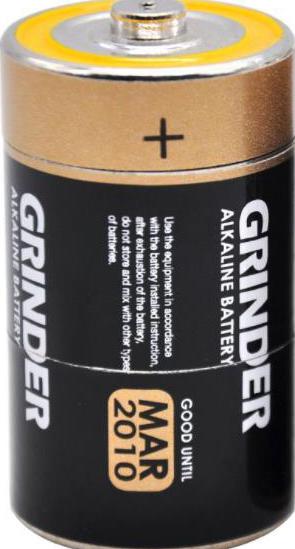 +
GRINDER
ALKALINE BATTERY
Use the equipment in accordance
with the battery installed instruction,
after exhaustion of the battery,
do not store and mix with other types
of batteries.
GOOD UNTIL
MAR
2010
GRINDER
ALKALINE BATTERY